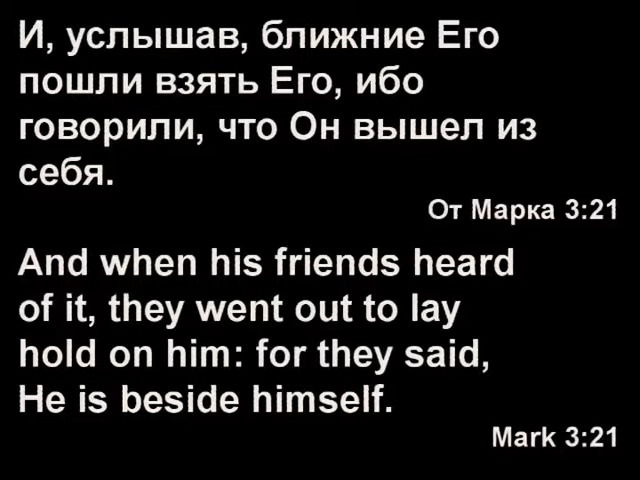 И, услышав, ближние Его
пошли взять Его, ибо
говорили, что Он вышел из
себя.
От Марка 3:21
And when his friends heard
of it, they went out to lay
hold on him: for they said,
He is beside himself.
Mark 3:21